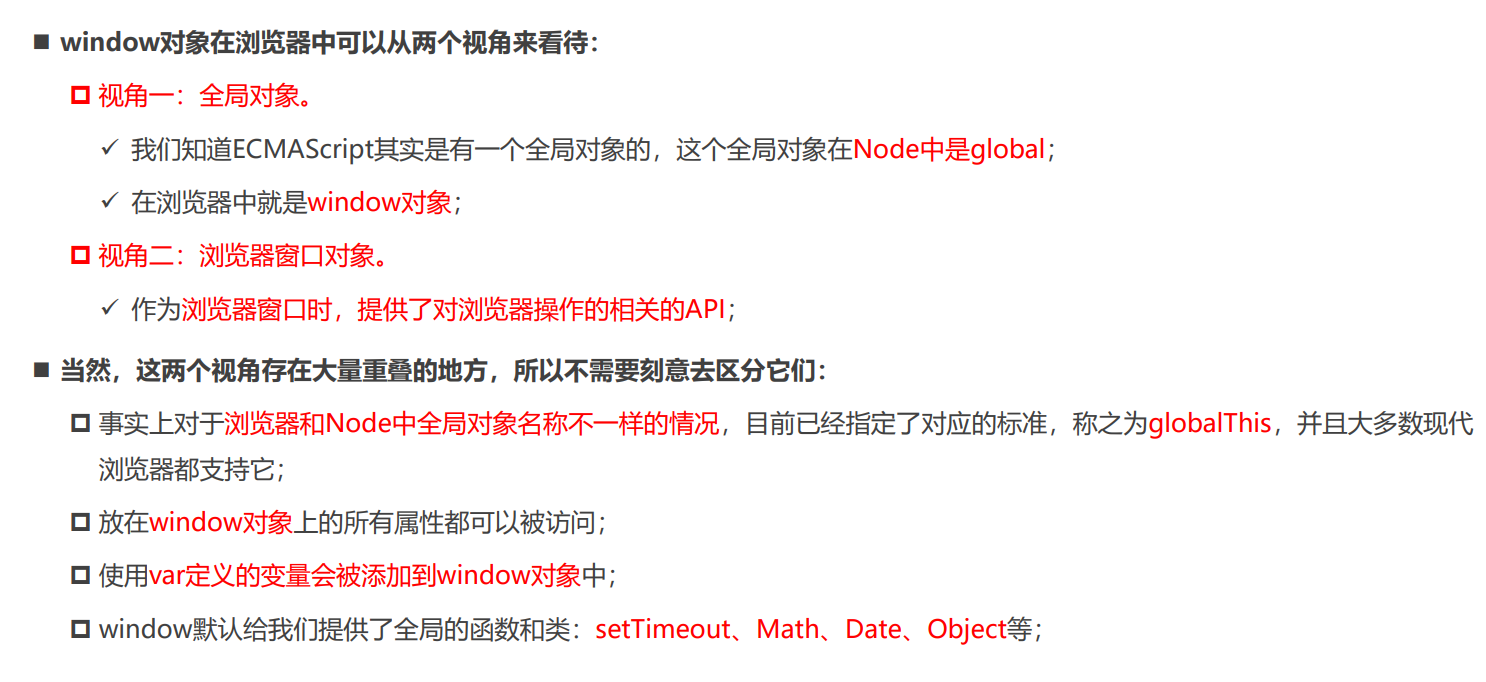 window对象在浏览器中可以从两个视角来看待：
视角一：全局对象。
我们知道ECMAScript其实是有一个全局对象的，这个全局对象在Node中是global；
在浏览器中就是window对象；
视角二：浏览器窗口对象。
作为浏览器窗口时，提供了对浏览器操作的相关的API；
当然，这两个视角存在大量重叠的地方，所以不需要刻意去区分它们：
事实上对于浏览器和Node中全局对象名称不一样的情况，目前已经指定了对应的标准，称之为globalThis，并且大多数现代
浏览器都支持它；
放在window对象上的所有属性都可以被访问；
使用var定义的变量会被添加到window对象中；
window默认给我们提供了全局的函数和类：setTimeout、Math、Date、Object等；